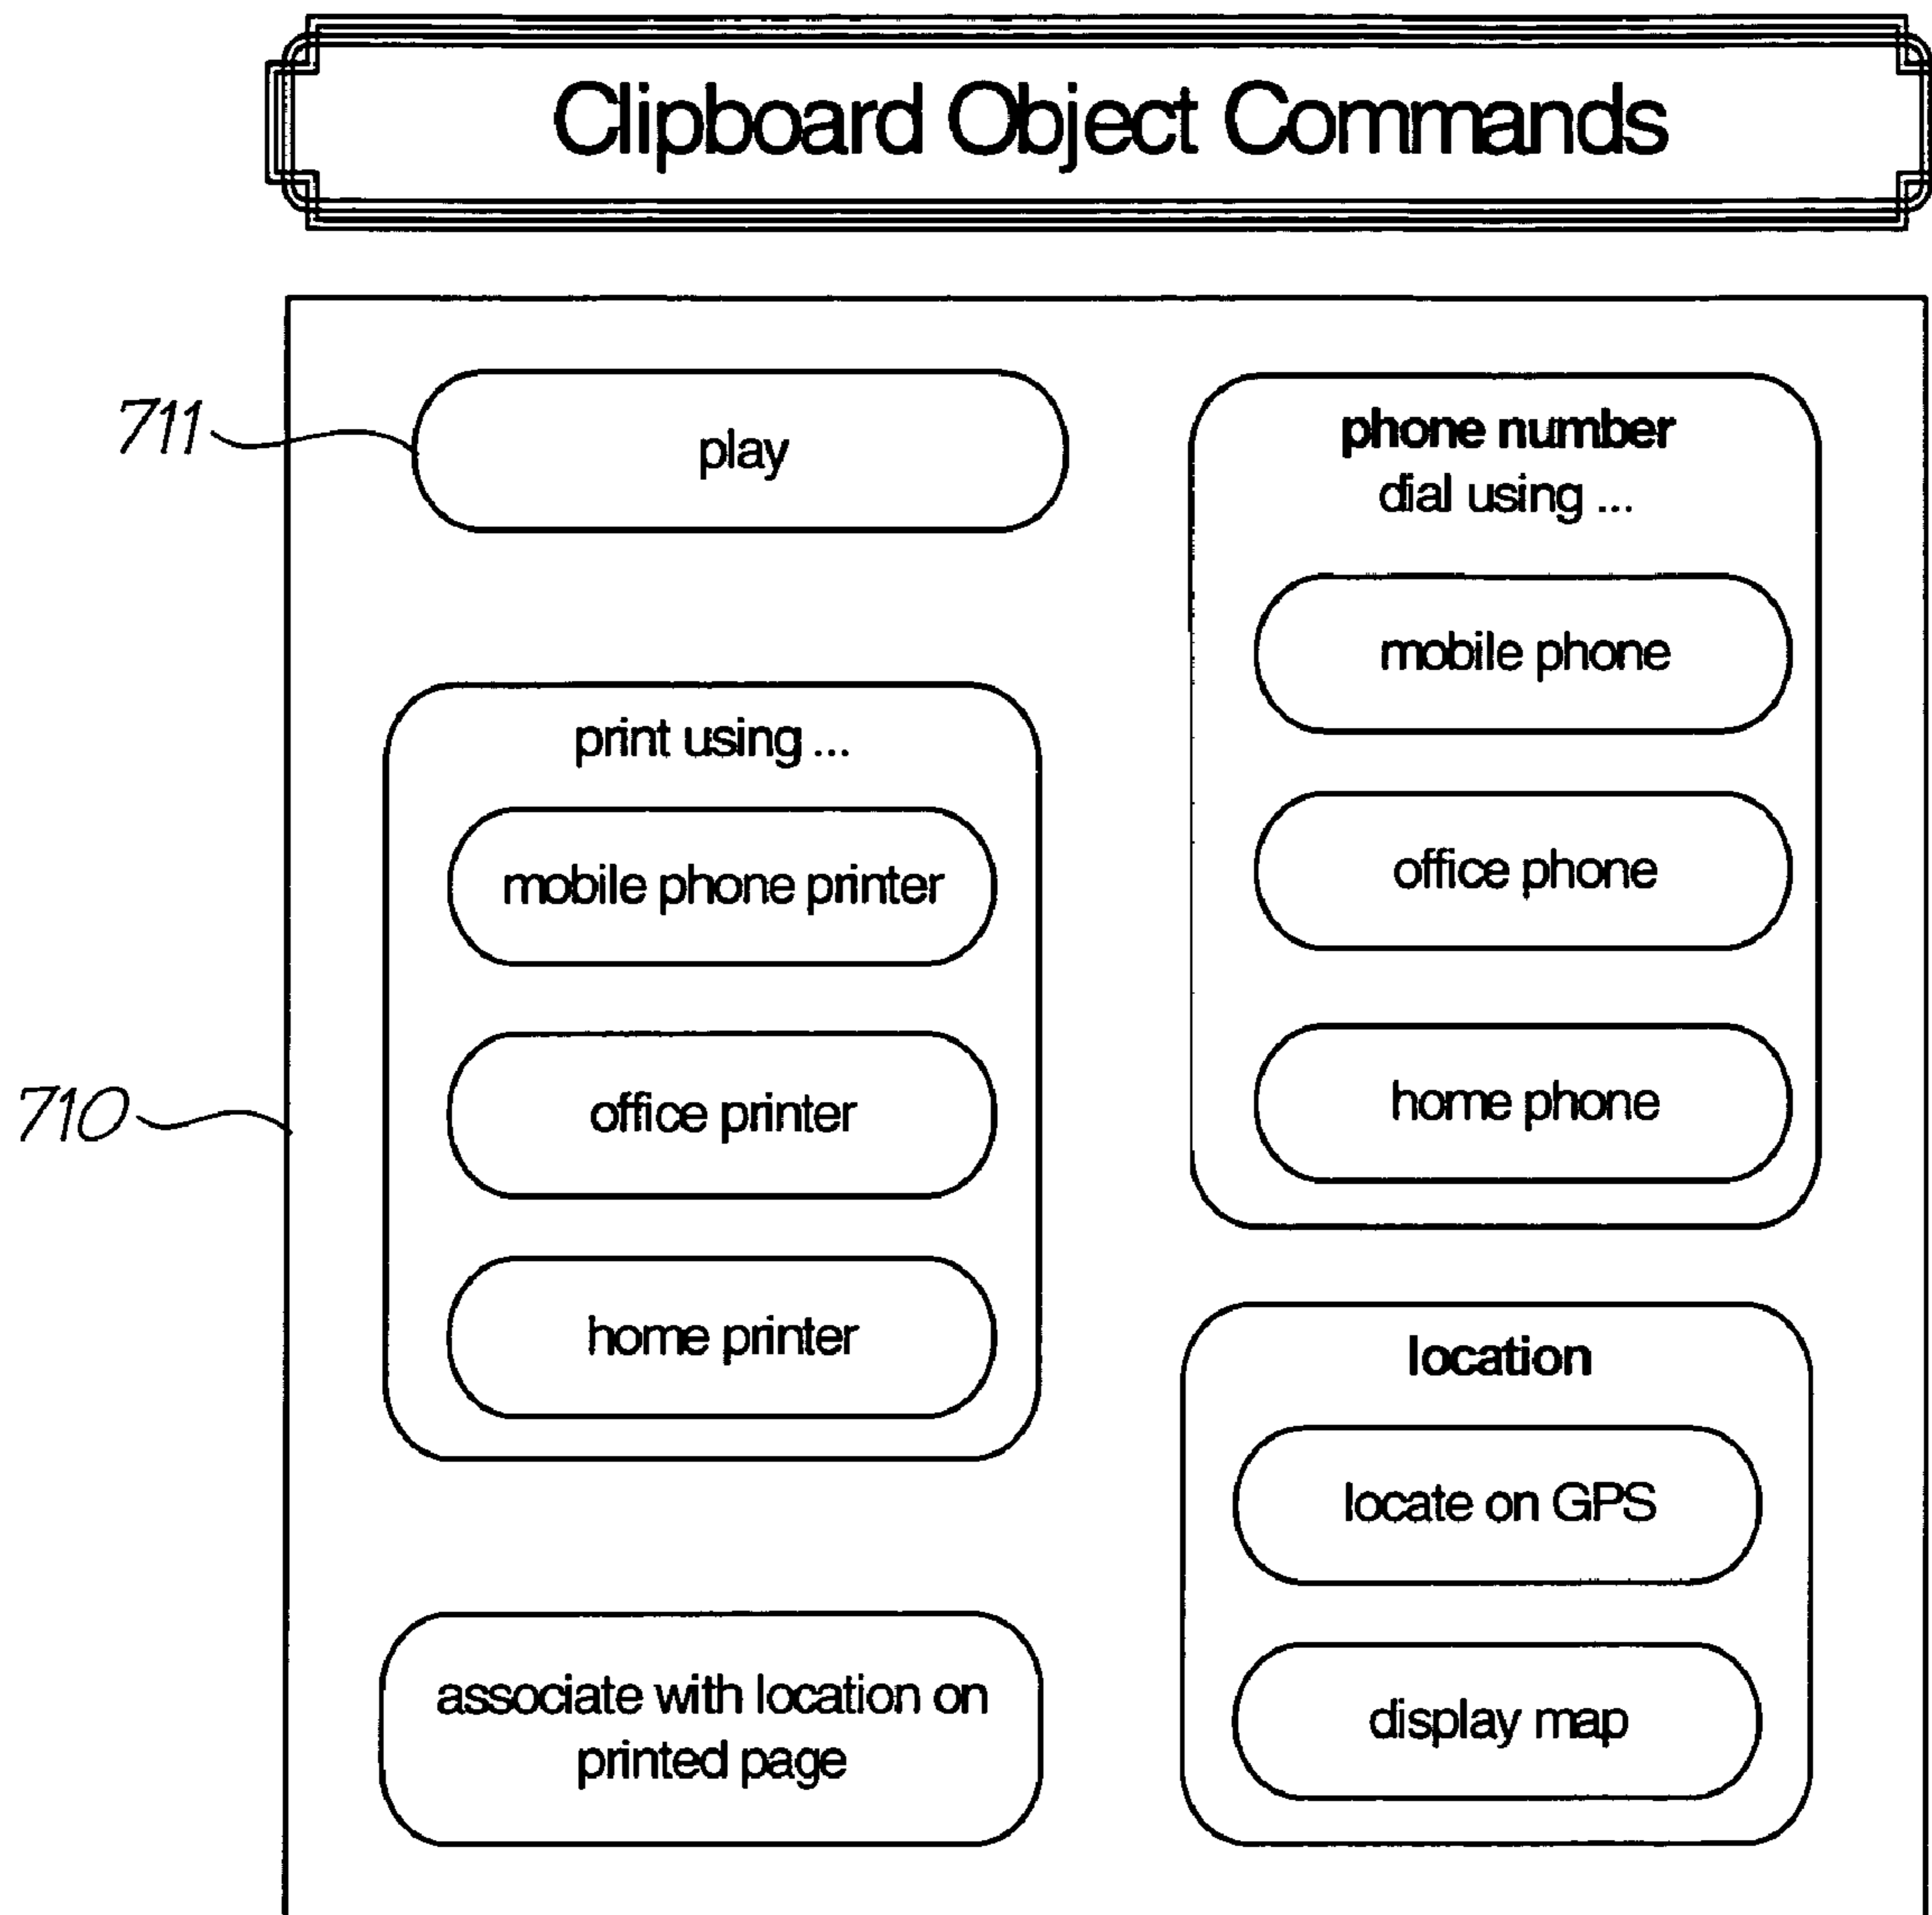 Clipboard Object Commands
711
play
710
print using ...
mobile phone printer
office printer
home printer
associate with location on
printed page
phone number
dial using ...
mobile phone
office phone
home phone
location
locate on GPS
display map